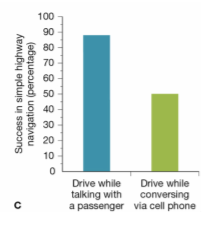 Success in simple highway
navigation (percentage)
100
90
80
70
60
50
40
30
20
10
0
Drive while
talking with
a passenger
Drive while
conversing
via cell phone
C